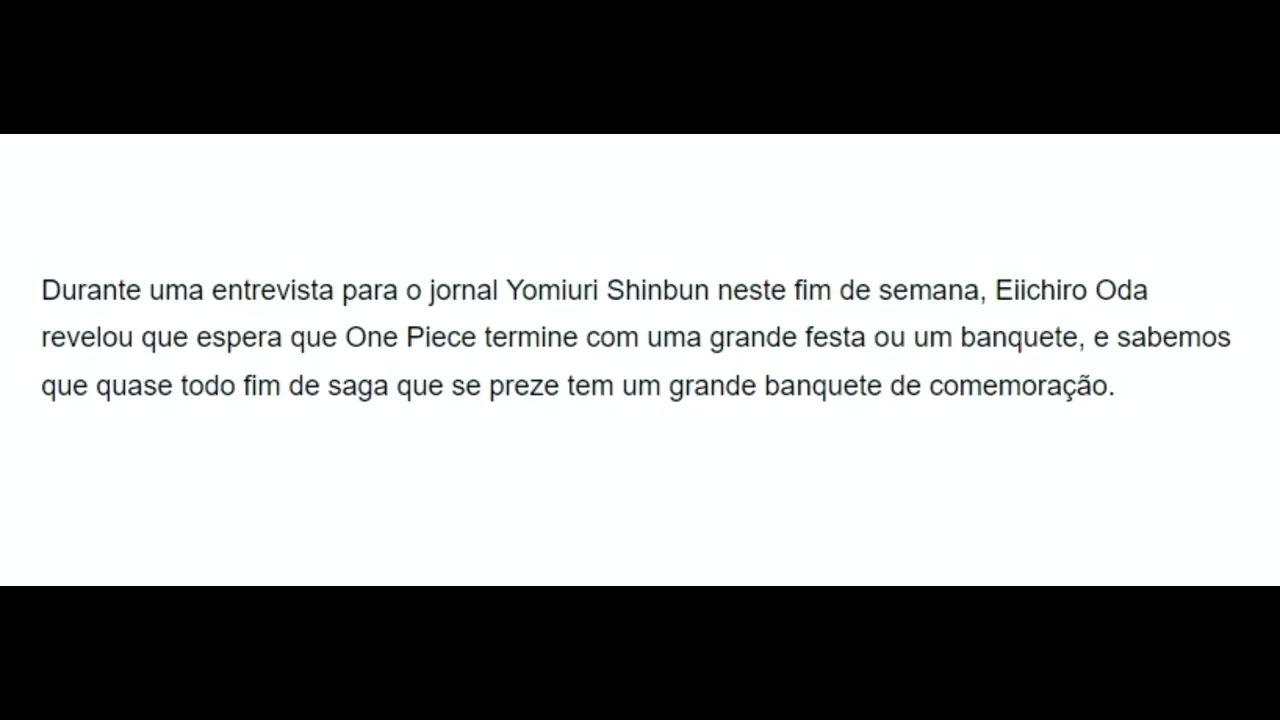 Durante uma entrevista para o jornal Yomiuri Shinbun neste fim de semana, Eiichiro Oda
revelou que espera que One Piece termine com uma grande festa ou um banquete, e sabemos
que quase todo fim de saga que se preze tem um grande banquete de comemoração.